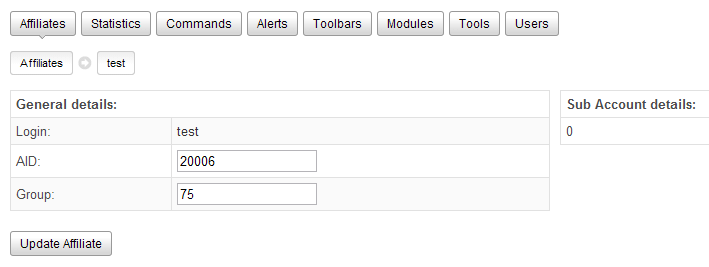 Affiliates Statistics Commands Alerts Toolbars Modules Tools Users
Affiliates test
General details: Sub Account details:
Login: test 0
AID: 20006
Group: 75
Update Affiliate